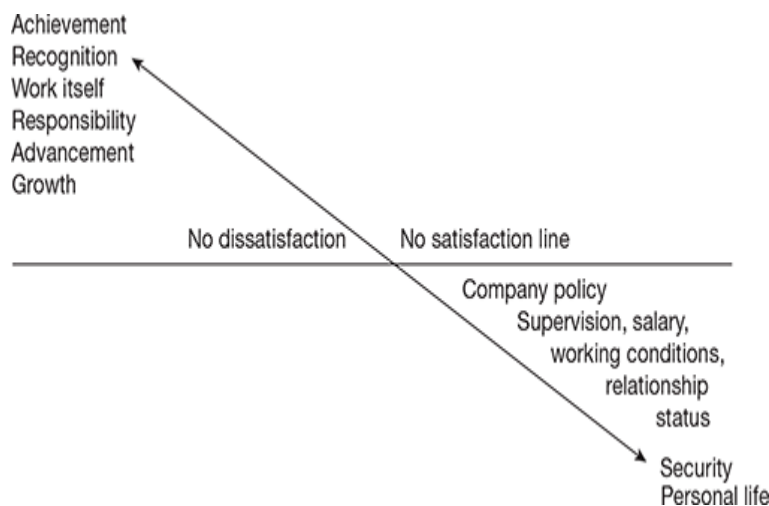 Achievement
Recognition
Work itself
Responsibility
Advancement
Growth
No dissatisfaction
No satisfaction line
Company policy
Supervision, salary,
working conditions,
relationship
status
Security
Personal life